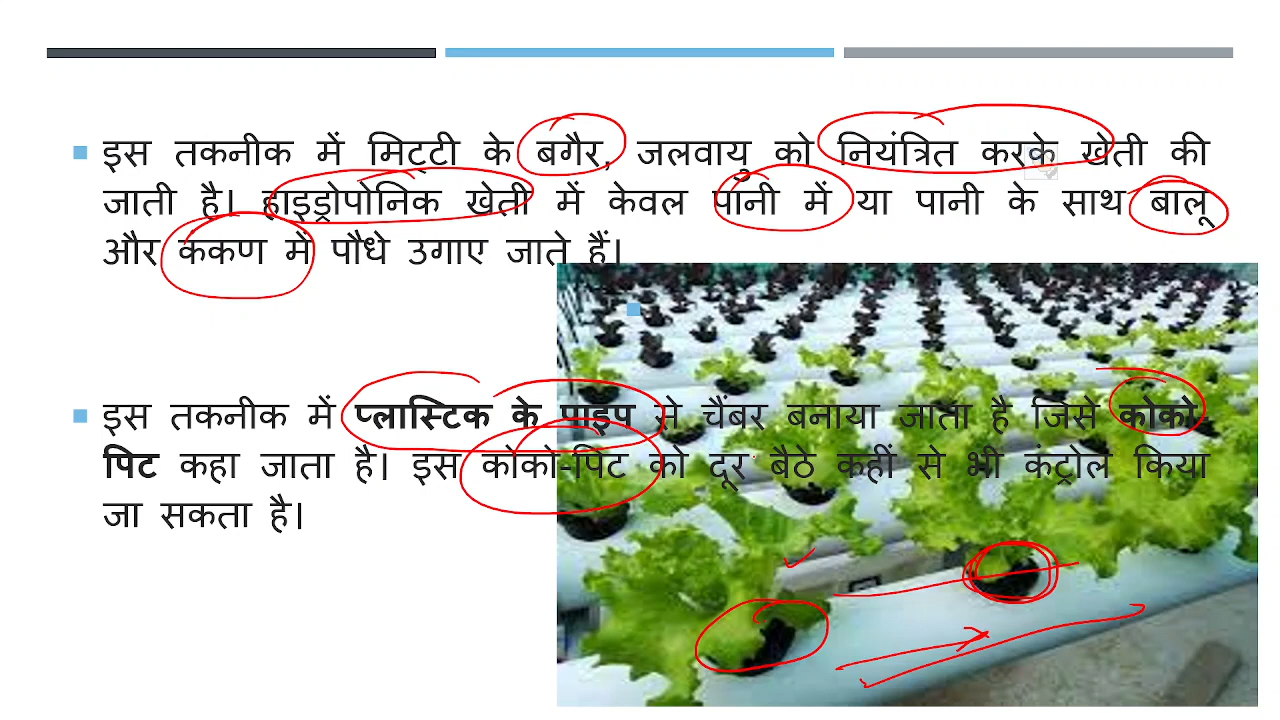 इस तकनीक में मिट्टी के बगैर, जलवायु को नियंत्रित करके खेती की
जाती है। हाइड्रोपोनिक खेती में केवल पानी में या पानी के साथ बालू
और कंकण में पौधे उगाए जाते हैं।
इस तकनीक में प्लास्टिक के पाइप से चैंबर बनाया जाता है जिसे कोको-
पिट कहा जाता है। इस कोको-पिट को दूर बैठे कहीं से भी कंट्रोल किया
जा सकता है।